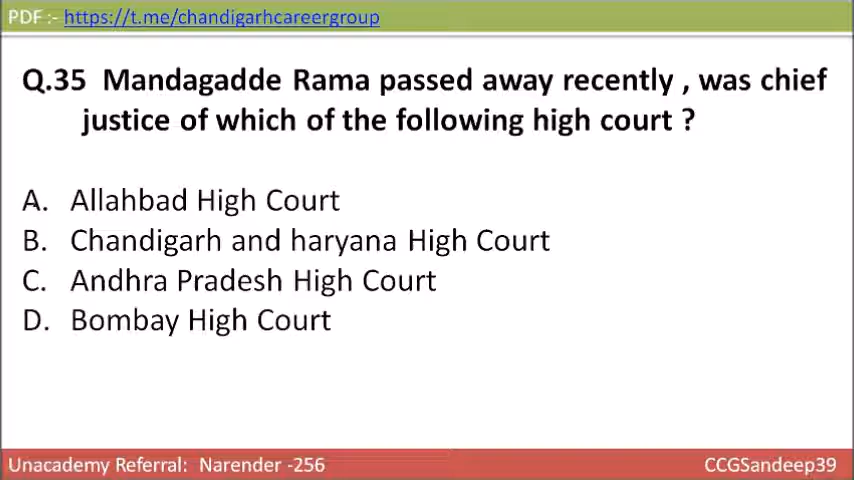 PDF :- https://t.me/chandigarhcareergroup
Q.35 Mandagadde Rama passed away recently , was chief
justice of which of the following high court ?
A. Allahbad High Court
B. Chandigarh and haryana High Court
C. Andhra Pradesh High Court
D. Bombay High Court
Unacademy Referral: Narender -256 CCGSandeep39